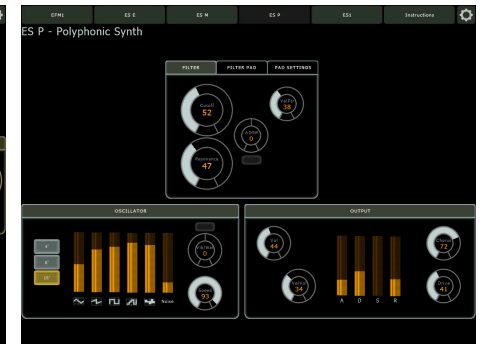 EFM1 ES E ES M ES P ES1 Instructions
ES P - Polyphonic Synth
FILTER FILTER PAD PAD SETTINGS
Cutoff
52
Vel/Fltr
38
ADSR
0
Resonance
47
OSCILLATOR OUTPUT
4'
8'
16'
Vib/Wah
0
Speed
93
Noise
Vol
44
Vel/Vol
34
A D S R
Chorus
72
Drive
41